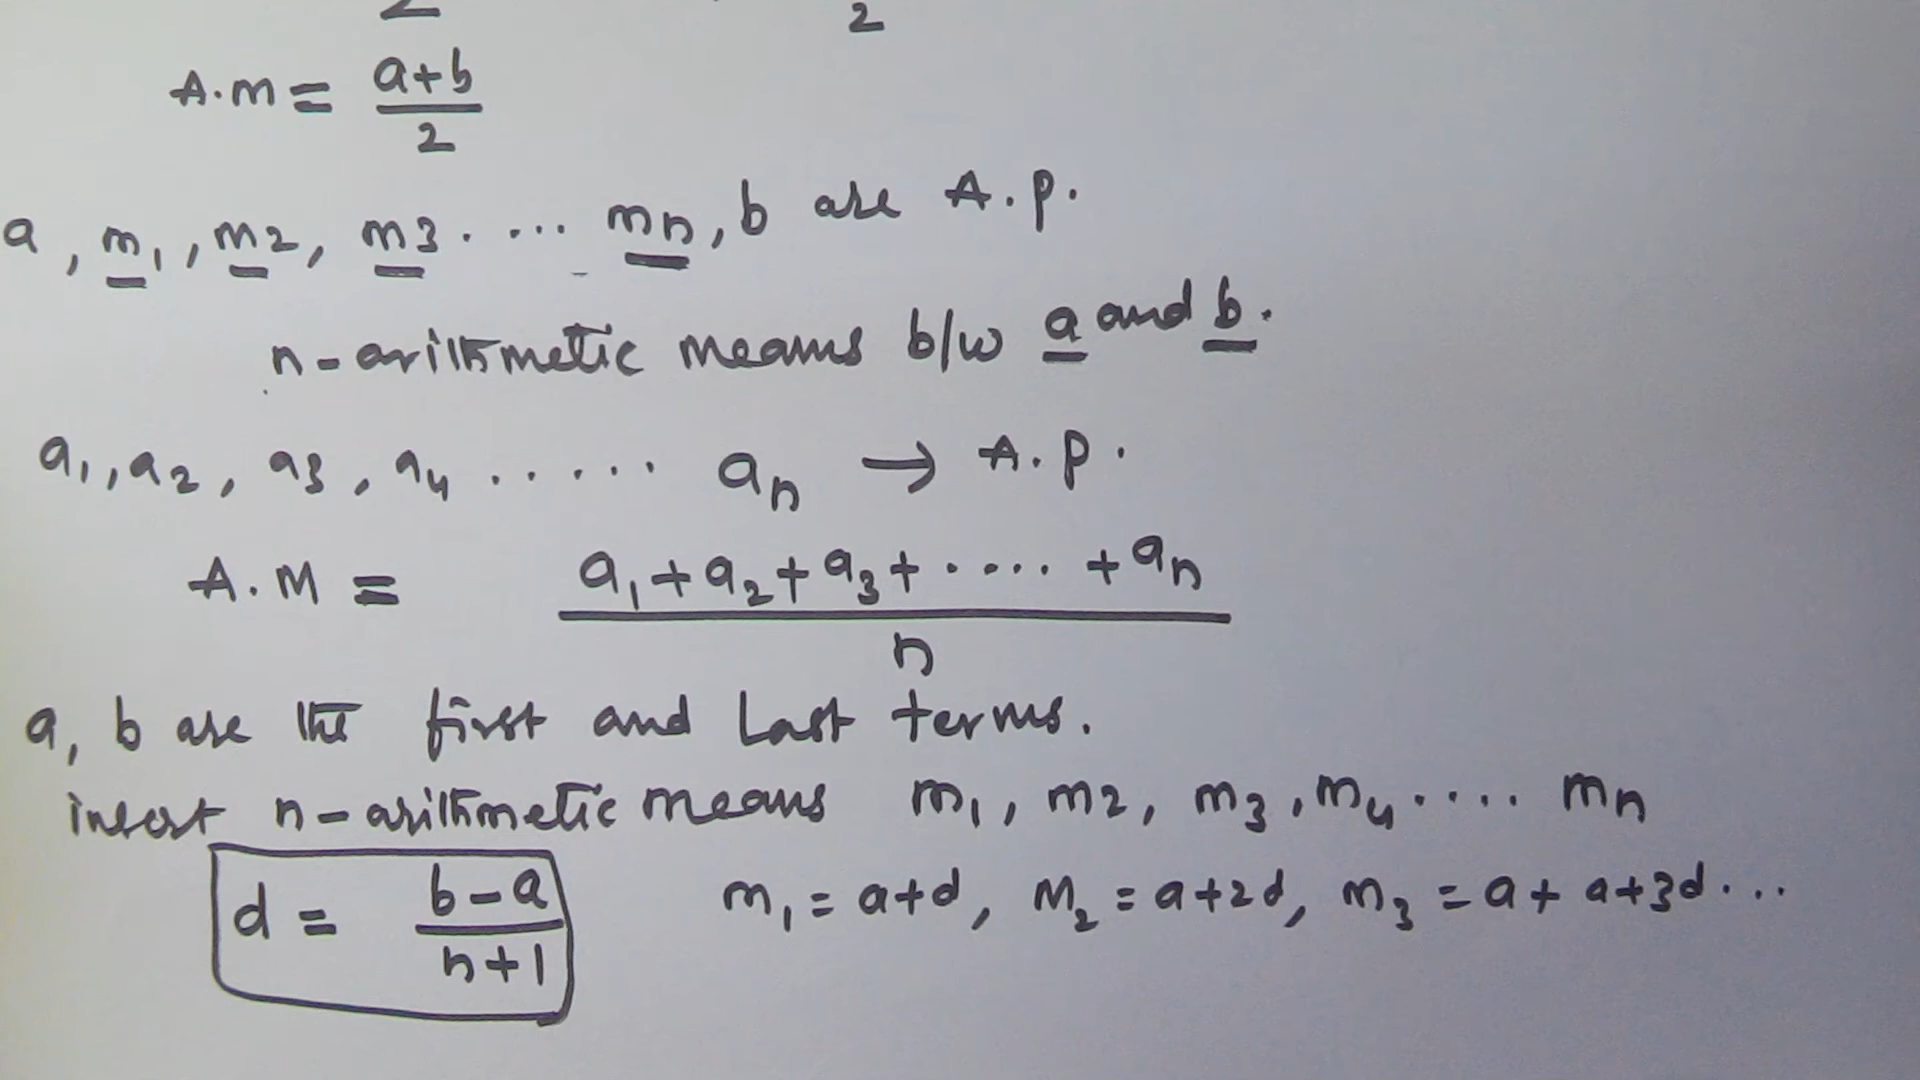 2
A.M = a+b / 2
a, m1, m2, m3 . ... mn, b are A.P.
n-arithmetic means b/w a and b.
a1, a2, a3, a4 ...... an → A.P.
A.M = a1+a2+a3+ ..... +an / n
a, b are the first and last terms.
insert n-arithmetic means m1, m2, m3, m4 .... mn
d = b-a / n+1 m1 = a+d, M2 = a+2d, m3 = a+ a+3d...